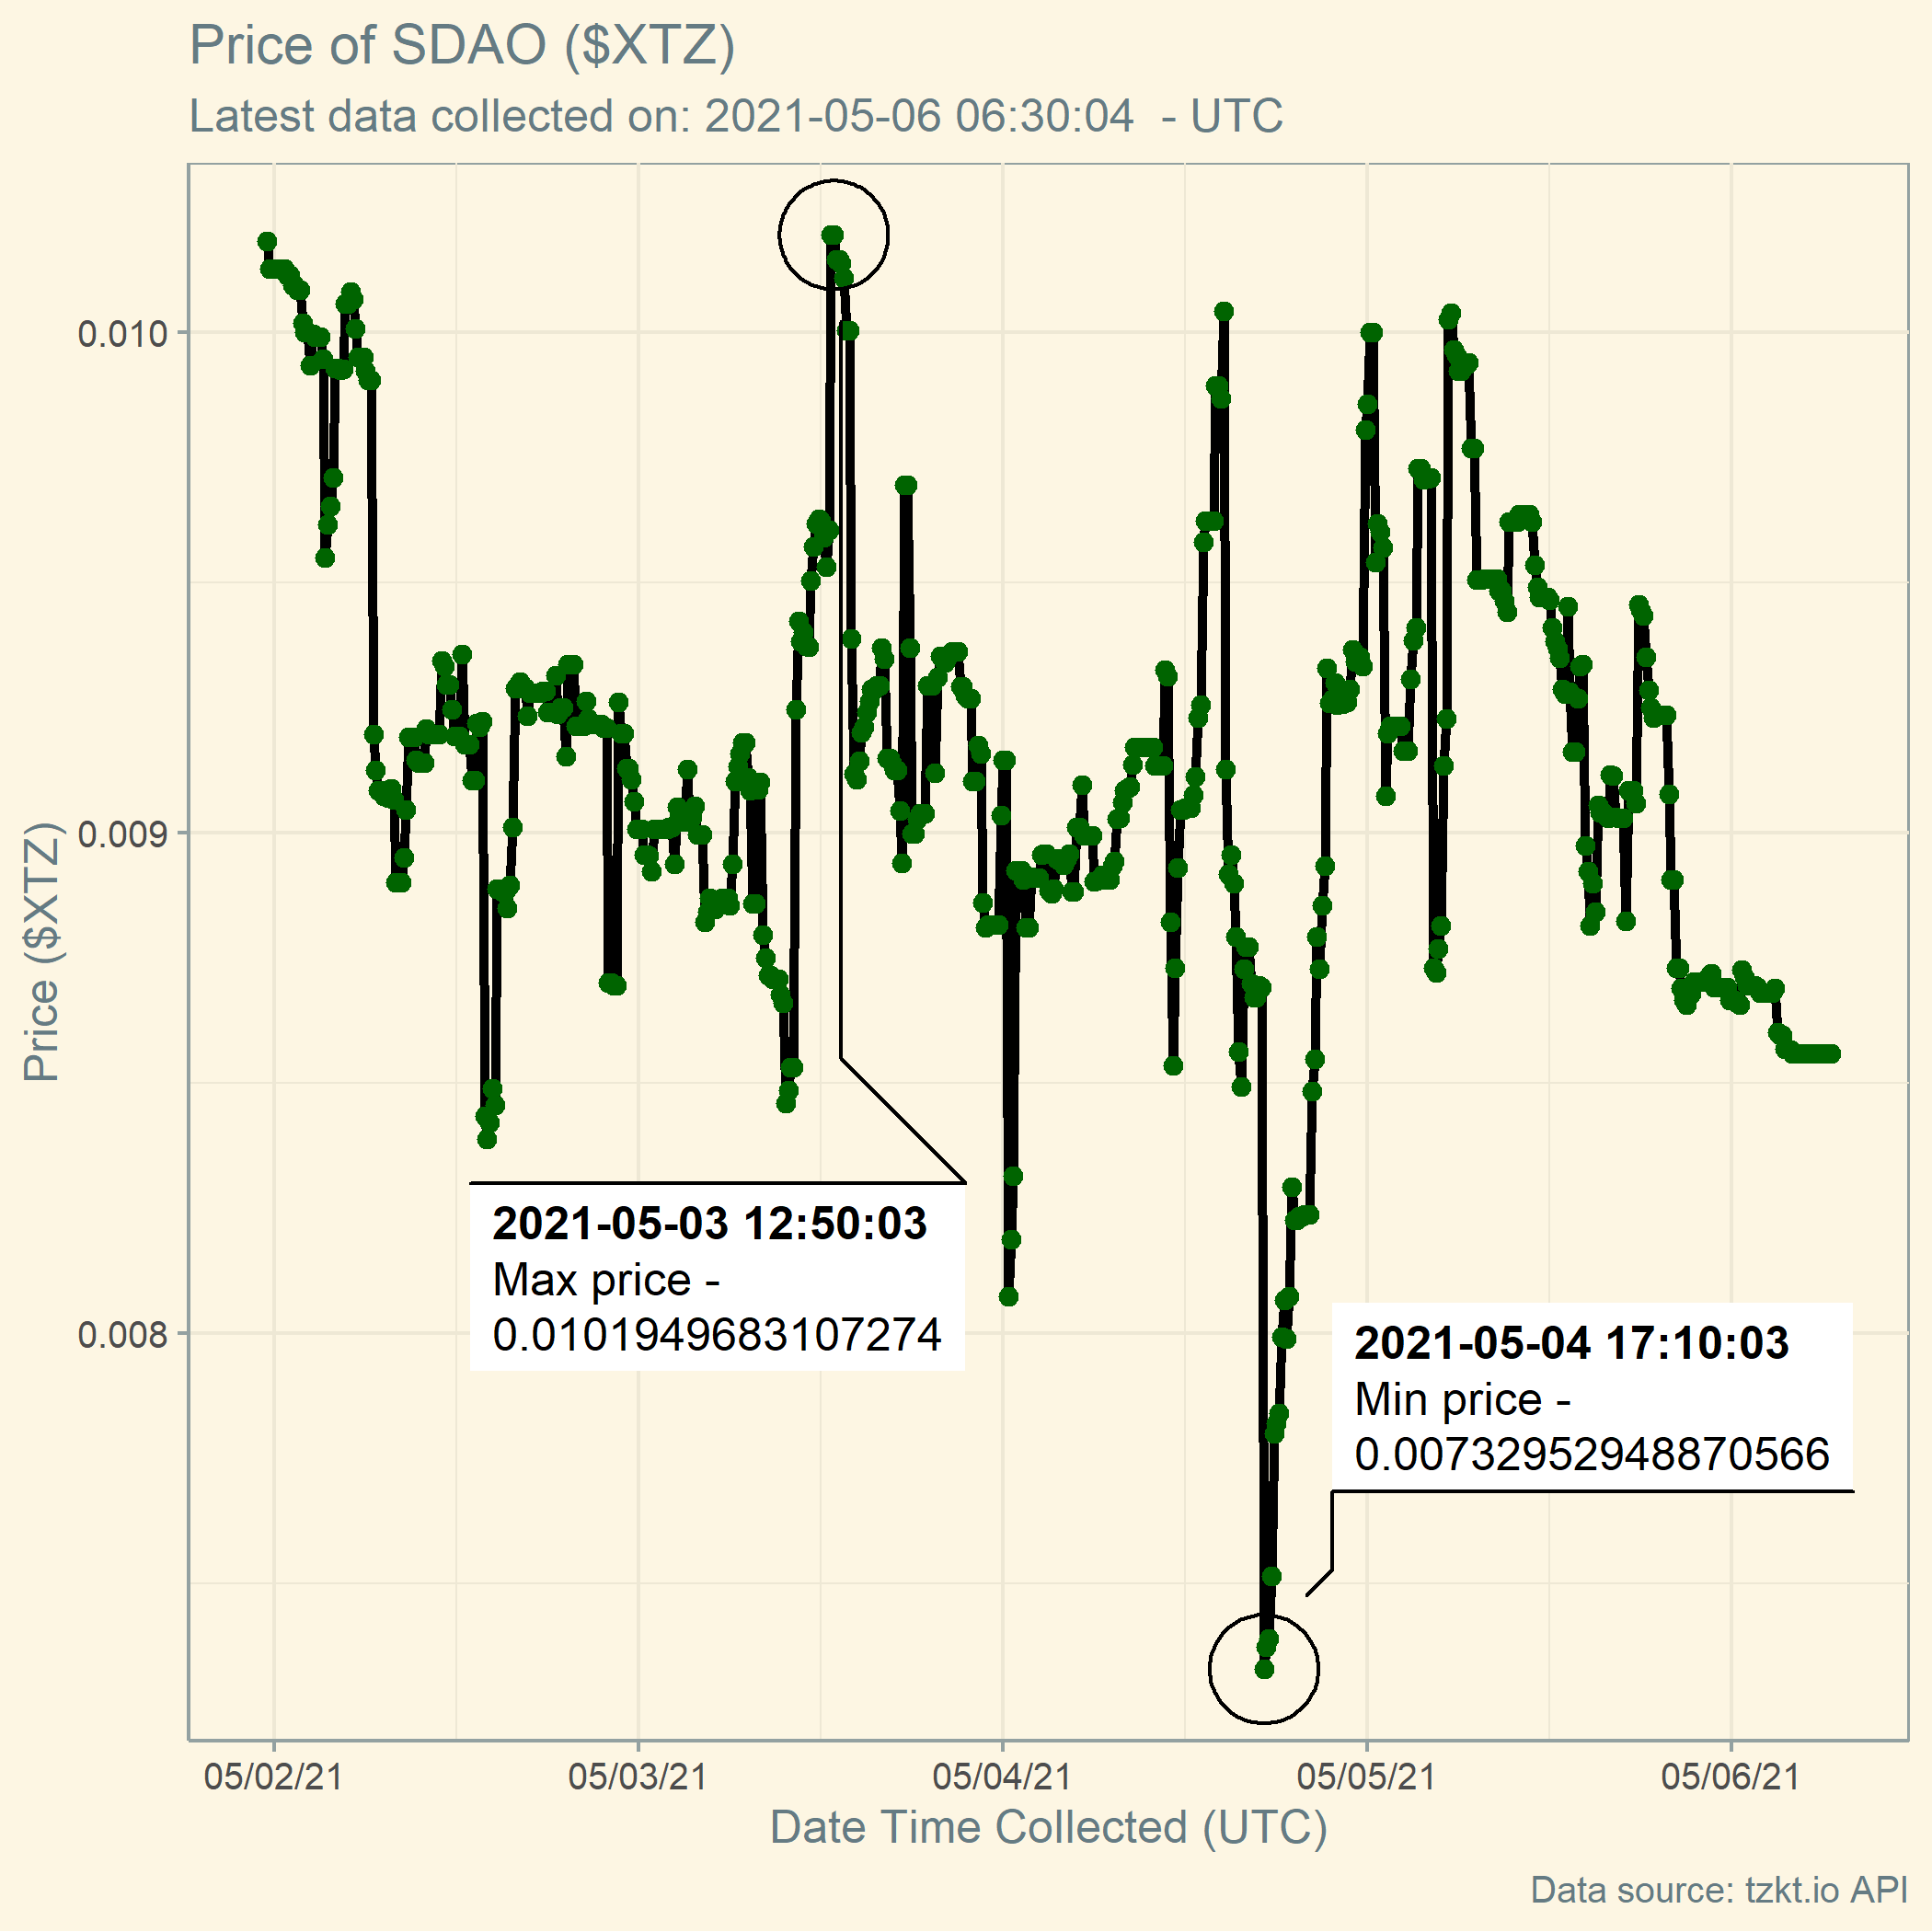 Price of SDAO ($XTZ)
Latest data collected on: 2021-05-06 06:30:04  - UTC
Price ($XTZ)
0.010
0.009
0.008
2021-05-03 12:50:03
Max price -
0.0101949683107274
2021-05-04 17:10:03
Min price -
0.007329529488870566
05/02/21
05/03/21
05/04/21
05/05/21
05/06/21
Date Time Collected (UTC)
Data source: tzkt.io API